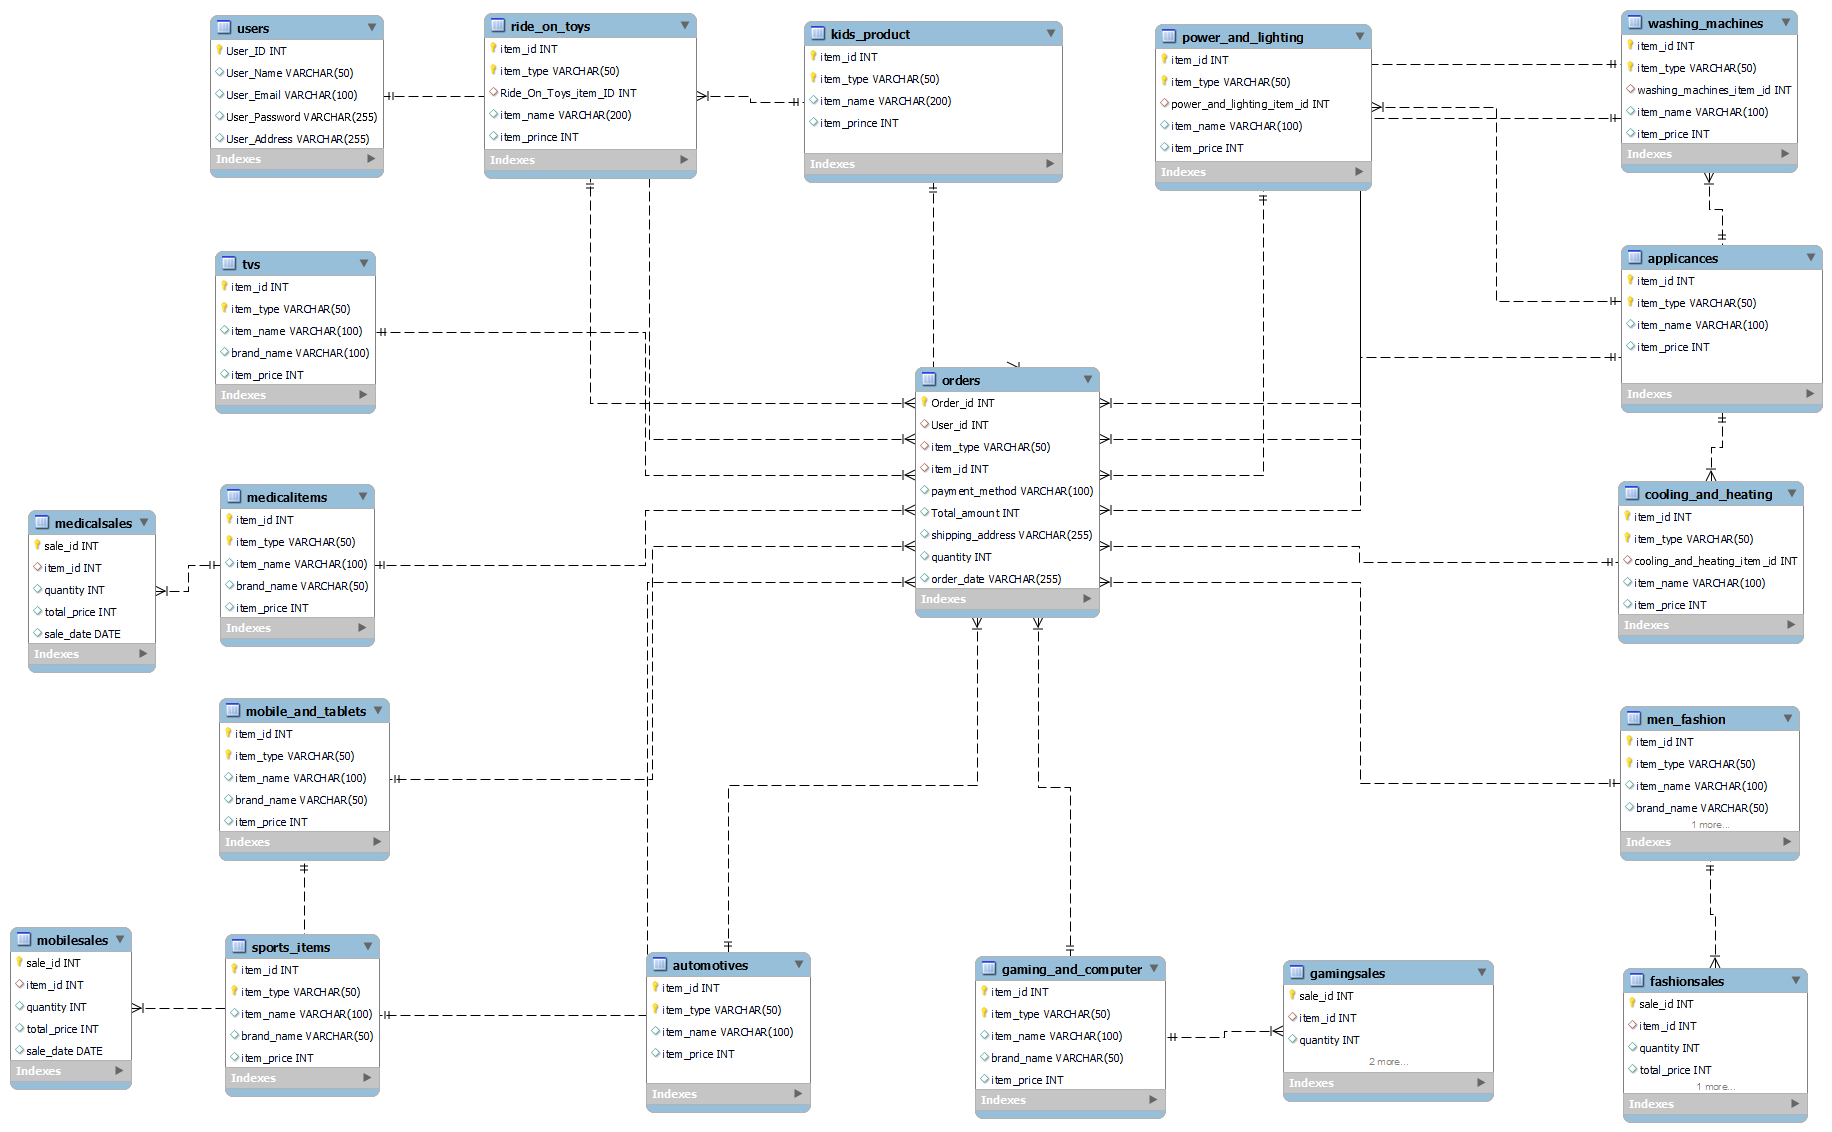 users
User_ID INT
User_Name VARCHAR(50)
User_Email VARCHAR(100)
User_Password VARCHAR(255)
User_Address VARCHAR(255)
Indexes
ride_on_toys
item_id INT
item_type VARCHAR(50)
Ride_On_Toys_item_ID INT
item_name VARCHAR(200)
item_prince INT
Indexes
kids_product
item_id INT
item_type VARCHAR(50)
item_name VARCHAR(200)
item_prince INT
Indexes
power_and_lighting
item_id INT
item_type VARCHAR(50)
power_and_lighting_item_id INT
item_name VARCHAR(100)
item_price INT
Indexes
washing_machines
item_id INT
item_type VARCHAR(50)
washing_machines_item_id INT
item_name VARCHAR(100)
item_price INT
Indexes
tvs
item_id INT
item_type VARCHAR(50)
item_name VARCHAR(100)
brand_name VARCHAR(100)
item_price INT
Indexes
applicances
item_id INT
item_type VARCHAR(50)
item_name VARCHAR(100)
item_price INT
Indexes
orders
Order_id INT
User_id INT
item_type VARCHAR(50)
item_id INT
payment_method VARCHAR(100)
Total_amount INT
shipping_address VARCHAR(255)
quantity INT
order_date VARCHAR(255)
Indexes
medicalsales
sale_id INT
item_id INT
quantity INT
total_price INT
sale_date DATE
Indexes
medicalitems
item_id INT
item_type VARCHAR(50)
item_name VARCHAR(100)
brand_name VARCHAR(50)
item_price INT
Indexes
cooling_and_heating
item_id INT
item_type VARCHAR(50)
cooling_and_heating_item_id INT
item_name VARCHAR(100)
item_price INT
Indexes
mobile_and_tablets
item_id INT
item_type VARCHAR(50)
item_name VARCHAR(100)
brand_name VARCHAR(50)
item_price INT
Indexes
men_fashion
item_id INT
item_type VARCHAR(50)
item_name VARCHAR(100)
brand_name VARCHAR(50)
1 more...
Indexes
mobilesales
sale_id INT
item_id INT
quantity INT
total_price INT
sale_date DATE
Indexes
sports_items
item_id INT
item_type VARCHAR(50)
item_name VARCHAR(100)
brand_name VARCHAR(50)
item_price INT
Indexes
automotives
item_id INT
item_type VARCHAR(50)
item_name VARCHAR(100)
item_price INT
Indexes
gaming_and_computer
item_id INT
item_type VARCHAR(50)
item_name VARCHAR(100)
brand_name VARCHAR(50)
item_price INT
Indexes
gamingsales
sale_id INT
item_id INT
quantity INT
2 more...
Indexes
fashionsales
sale_id INT
item_id INT
quantity INT
total_price INT
1 more...
Indexes